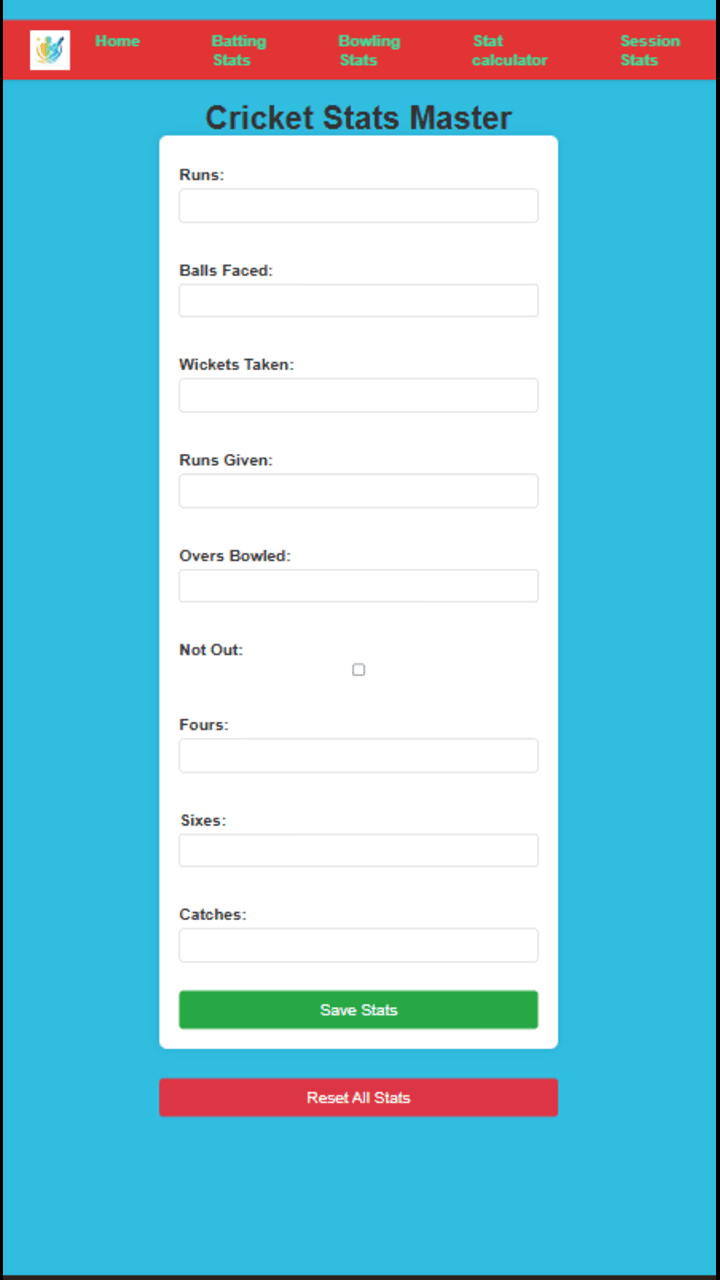 Home
Batting Stats
Bowling Stats
Stat calculator
Session Stats
Cricket Stats Master
Runs:
Balls Faced:
Wickets Taken:
Runs Given:
Overs Bowled:
Not Out:
Fours:
Sixes:
Catches:
Save Stats
Reset All Stats